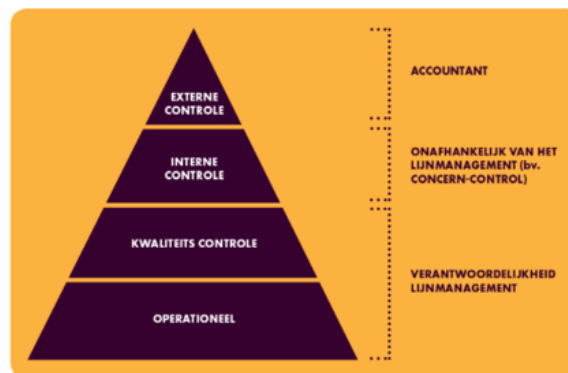 EXTERNE
CONTROLE
ACCOUNTANT
INTERNE
CONTROLE
ONAFHANKELIJK VAN HET
LIJNMANAGEMENT (bv.
CONCERN-CONTROL)
KWALITEITS CONTROLE
OPERATIONEEL
VERANTWOORDELIJKHEID
LIJNMANAGEMENT